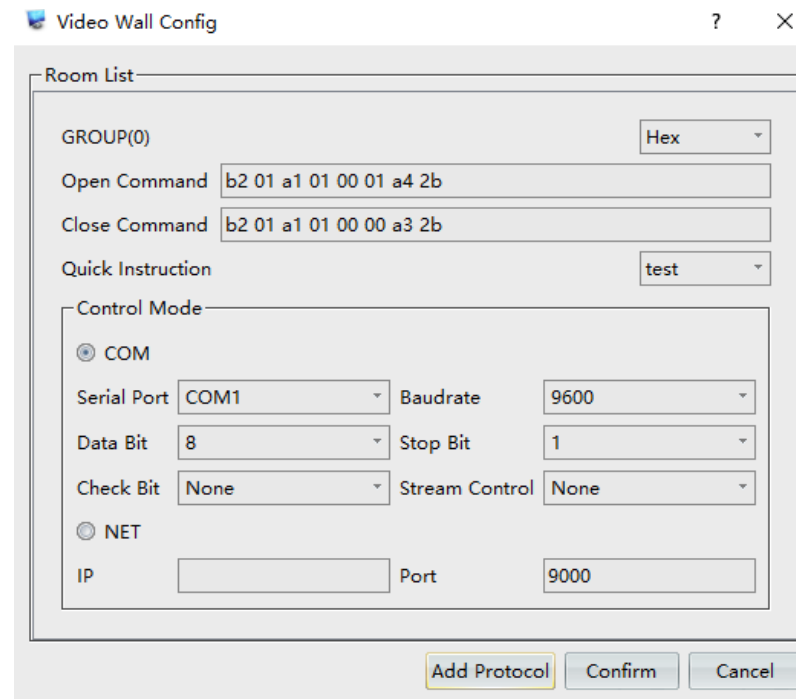 Video Wall Config ?
Room List
GROUP(0) Hex
Open Command b2 01 a1 01 00 01 a4 2b
Close Command b2 01 a1 01 00 00 a3 2b
Quick Instruction test
Control Mode
COM
Serial Port COM1 Baudrate 9600
Data Bit 8 Stop Bit 1
Check Bit None Stream Control None
NET
IP Port 9000
Add Protocol Confirm Cancel